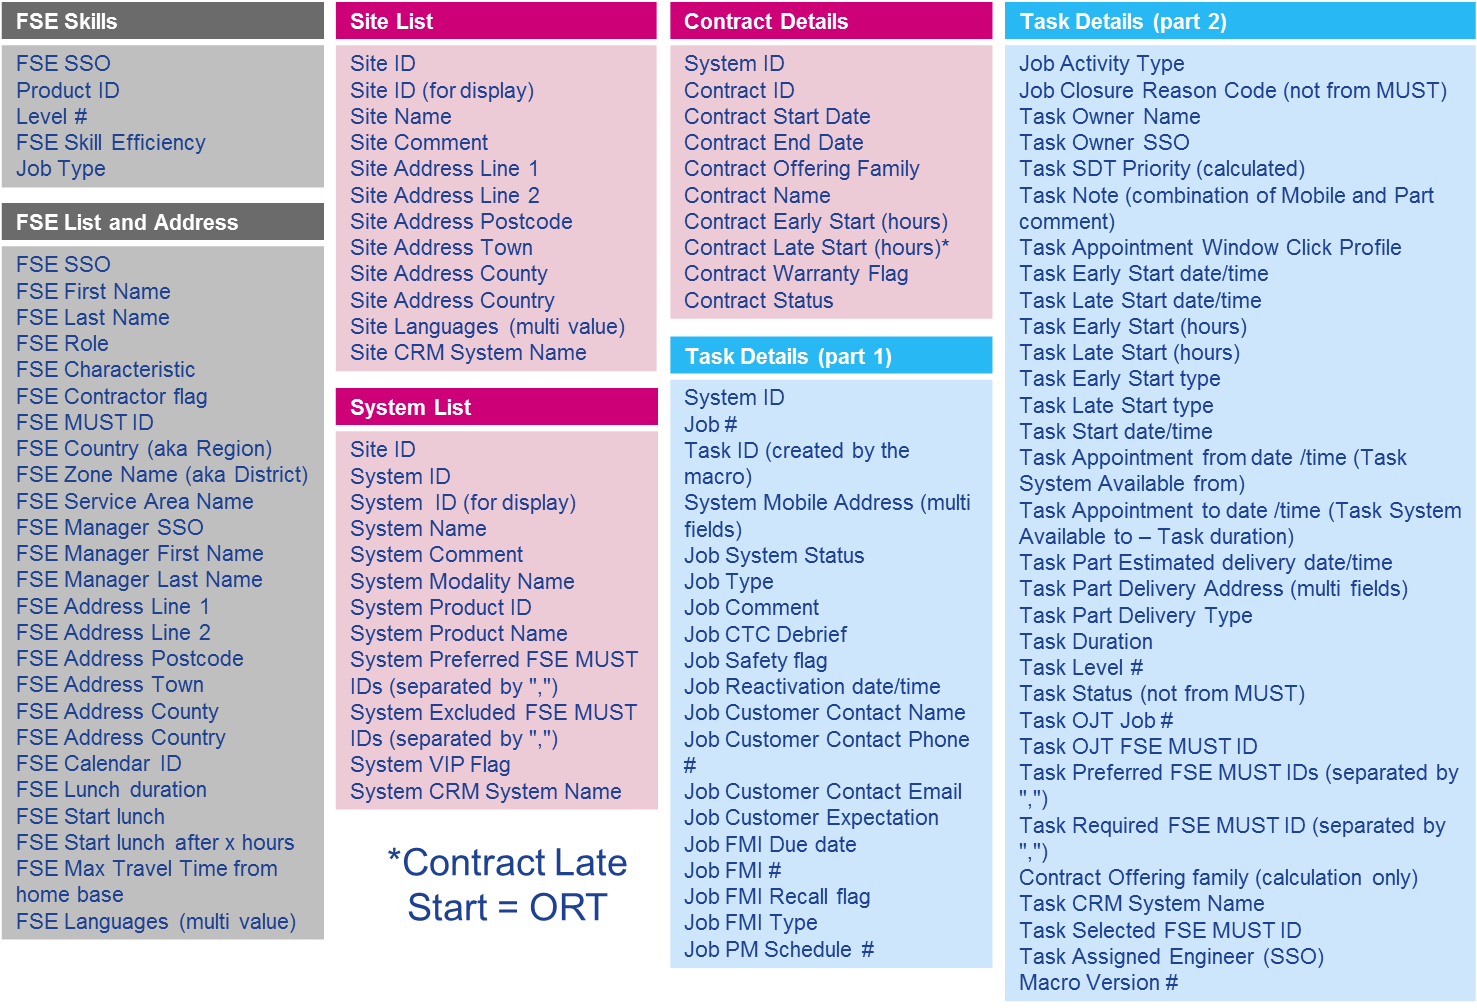 FSE Skills
FSE SSO
Product ID
Level #
FSE Skill Efficiency
Job Type
FSE List and Address
FSE SSO
FSE First Name
FSE Last Name
FSE Role
FSE Characteristic
FSE Contractor flag
FSE MUST ID
FSE Country (aka Region)
FSE Zone Name (aka District)
FSE Service Area Name
FSE Manager SSO
FSE Manager First Name
FSE Manager Last Name
FSE Address Line 1
FSE Address Line 2
FSE Address Postcode
FSE Address Town
FSE Address County
FSE Address Country
FSE Calendar ID
FSE Lunch duration
FSE Start lunch
FSE Start lunch after x hours
FSE Max Travel Time from
home base
FSE Languages (multi value)
Site List
Site ID
Site ID (for display)
Site Name
Site Comment
Site Address Line 1
Site Address Line 2
Site Address Postcode
Site Address Town
Site Address County
Site Address Country
Site Languages (multi value)
Site CRM System Name
System List
Site ID
System ID
System ID (for display)
System Name
System Comment
System Modality Name
System Product ID
System Product Name
System Preferred FSE MUST
IDs (separated by ",")
System Excluded FSE MUST
IDs (separated by ",")
System VIP Flag
System CRM System Name
*Contract Late
Start = ORT
Contract Details
System ID
Contract ID
Contract Start Date
Contract End Date
Contract Offering Family
Contract Name
Contract Early Start (hours)
Contract Late Start (hours)*
Contract Warranty Flag
Contract Status
Task Details (part 1)
System ID
Job #
Task ID (created by the
macro)
System Mobile Address (multi
fields)
Job System Status
Job Type
Job Comment
Job CTC Debrief
Job Safety flag
Job Reactivation date/time
Job Customer Contact Name
Job Customer Contact Phone
#
Job Customer Contact Email
Job Customer Expectation
Job FMI Due date
Job FMI #
Job FMI Recall flag
Job FMI Type
Job PM Schedule #
Task Details (part 2)
Job Activity Type
Job Closure Reason Code (not from MUST)
Task Owner Name
Task Owner SSO
Task SDT Priority (calculated)
Task Note (combination of Mobile and Part
comment)
Task Appointment Window Click Profile
Task Early Start date/time
Task Late Start date/time
Task Early Start (hours)
Task Late Start (hours)
Task Early Start type
Task Late Start type
Task Start date/time
Task Appointment from date /time (Task
System Available from)
Task Appointment to date /time (Task System
Available to – Task duration)
Task Part Estimated delivery date/time
Task Part Delivery Address (multi fields)
Task Part Delivery Type
Task Duration
Task Level #
Task Status (not from MUST)
Task OJT Job #
Task OJT FSE MUST ID
Task Preferred FSE MUST IDs (separated by
",")
Task Required FSE MUST ID (separated by
",")
Contract Offering family (calculation only)
Task CRM System Name
Task Selected FSE MUST ID
Task Assigned Engineer (SSO)
Macro Version #